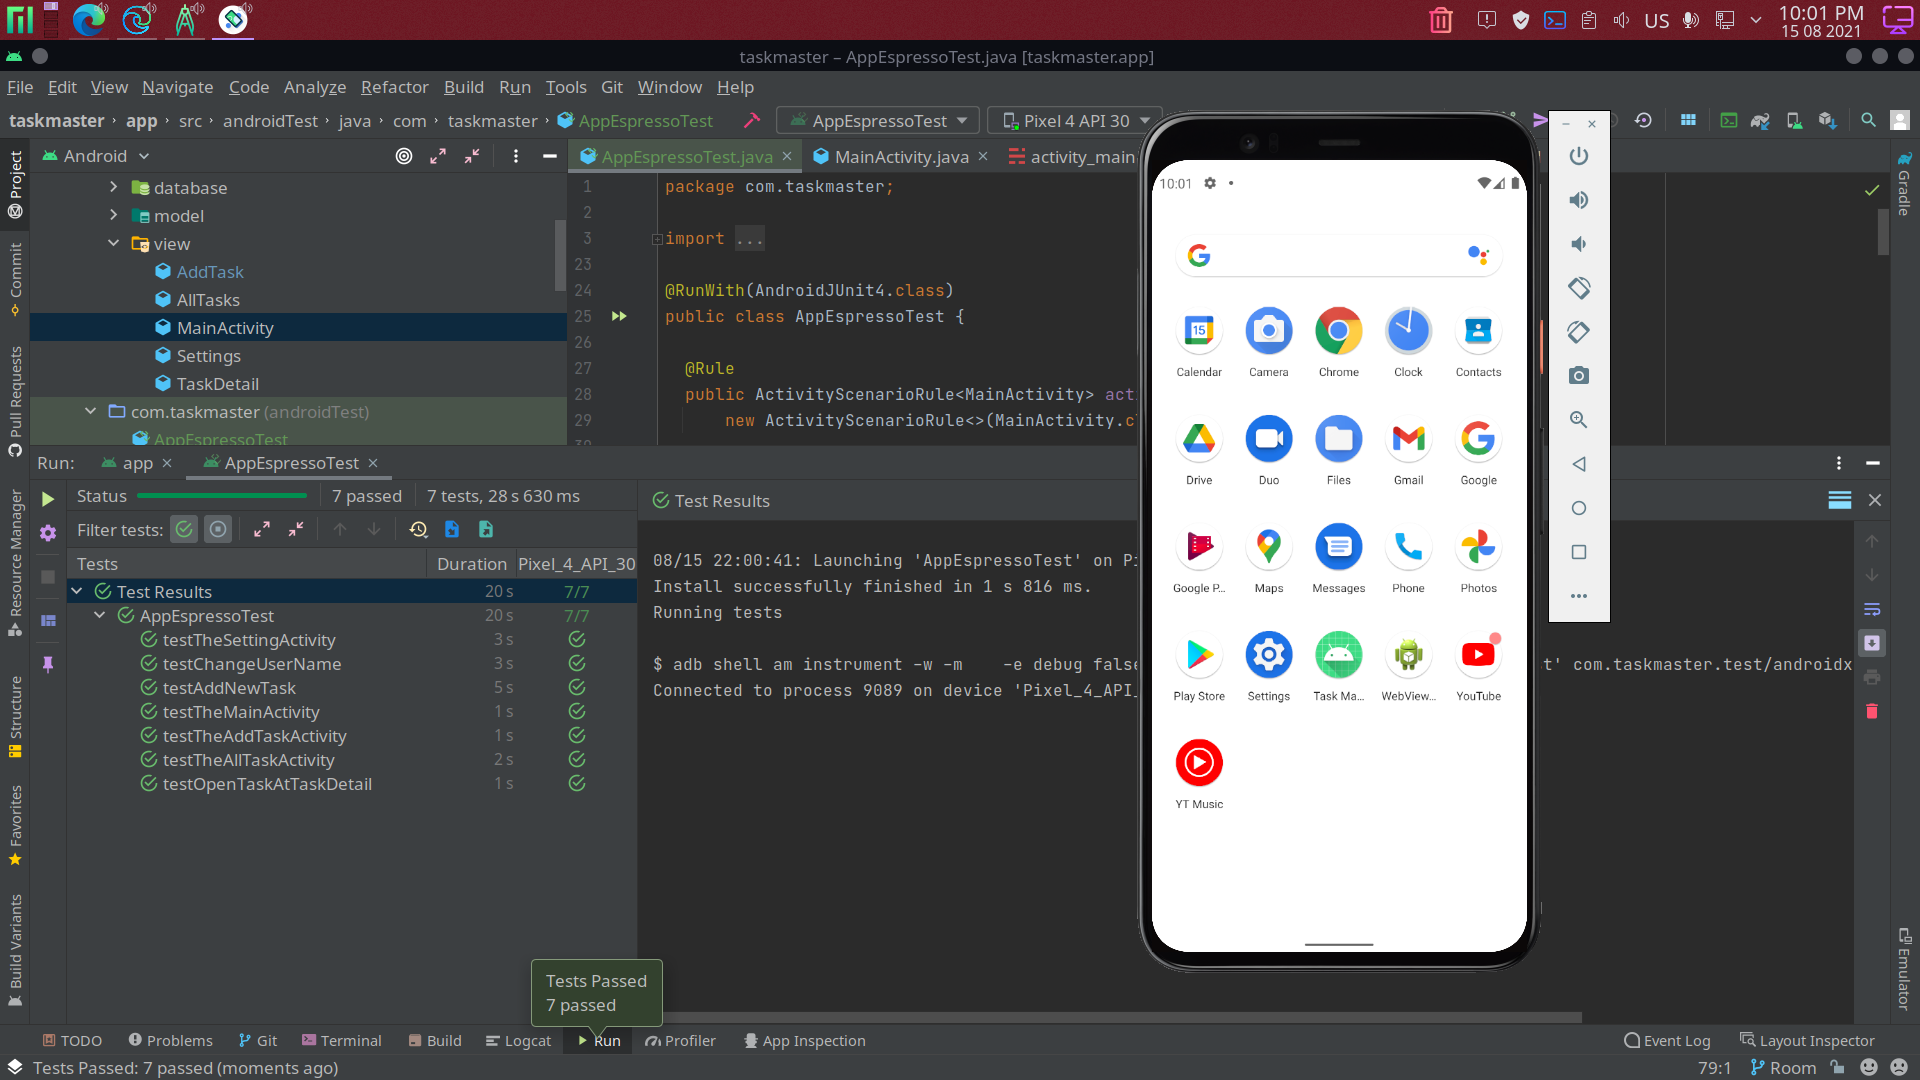 US
10:01 PM
15 08 2021
taskmaster – AppEspressoTest.java [taskmaster.app]
File Edit View Navigate Code Analyze Refactor Build Run Tools Git Window Help
taskmaster › app › src › androidTest › java › com › taskmaster › AppEspressoTest
AppEspressoTest
Pixel 4 API 30
Project
Commit
Pull Requests
Resource Manager
Structure
Favorites
Build Variants
Android
database
model
view
AddTask
AllTasks
MainActivity
Settings
TaskDetail
com.taskmaster (androidTest)
AppEspressoTest
AppEspressoTest.java
MainActivity.java
activity_main
1 package com.taskmaster;
2
3 import ...
23
24 @RunWith(AndroidJUnit4.class)
25 public class AppEspressoTest {
26
27 @Rule
28 public ActivityScenarioRule<MainActivity> acti
29 new ActivityScenarioRule<>(MainActivity.c
30
Run: app AppEspressoTest
Status 7 passed 7 tests, 28 s 630 ms
Filter tests:
Tests Duration Pixel_4_API_30
Test Results 20 s 7/7
AppEspressoTest 20 s 7/7
testTheSettingActivity 3 s
testChangeUserName 3 s
testAddNewTask 5 s
testTheMainActivity 1 s
testTheAddTaskActivity 1 s
testTheAllTaskActivity 2 s
testOpenTaskAtTaskDetail 1 s
Test Results
08/15 22:00:41: Launching 'AppEspressoTest' on Pi
Install successfully finished in 1 s 816 ms.
Running tests
$ adb shell am instrument -w -m -e debug false
t' com.taskmaster.test/androidx
Connected to process 9089 on device 'Pixel_4_API_
10:01
15
Calendar Camera Chrome Clock Contacts
Drive Duo Files Gmail Google
Google P... Maps Messages Phone Photos
Play Store Settings Task Ma... WebView... YouTube
YT Music
Gradle
Emulator
Tests Passed
7 passed
TODO Problems Git Terminal Build Logcat Run Profiler App Inspection Event Log Layout Inspector
Tests Passed: 7 passed (moments ago) 79:1 Room